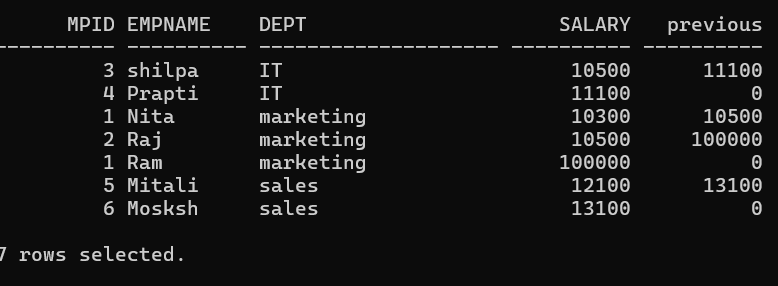 MPID EMPNAME DEPT SALARY previous
---------- ---------- -------------------- ---------- ----------
3 shilpa IT 10500 11100
4 Prapti IT 11100 0
1 Nita marketing 10300 10500
2 Raj marketing 10500 100000
1 Ram marketing 100000 0
5 Mitali sales 12100 13100
6 Mosksh sales 13100 0
7 rows selected.